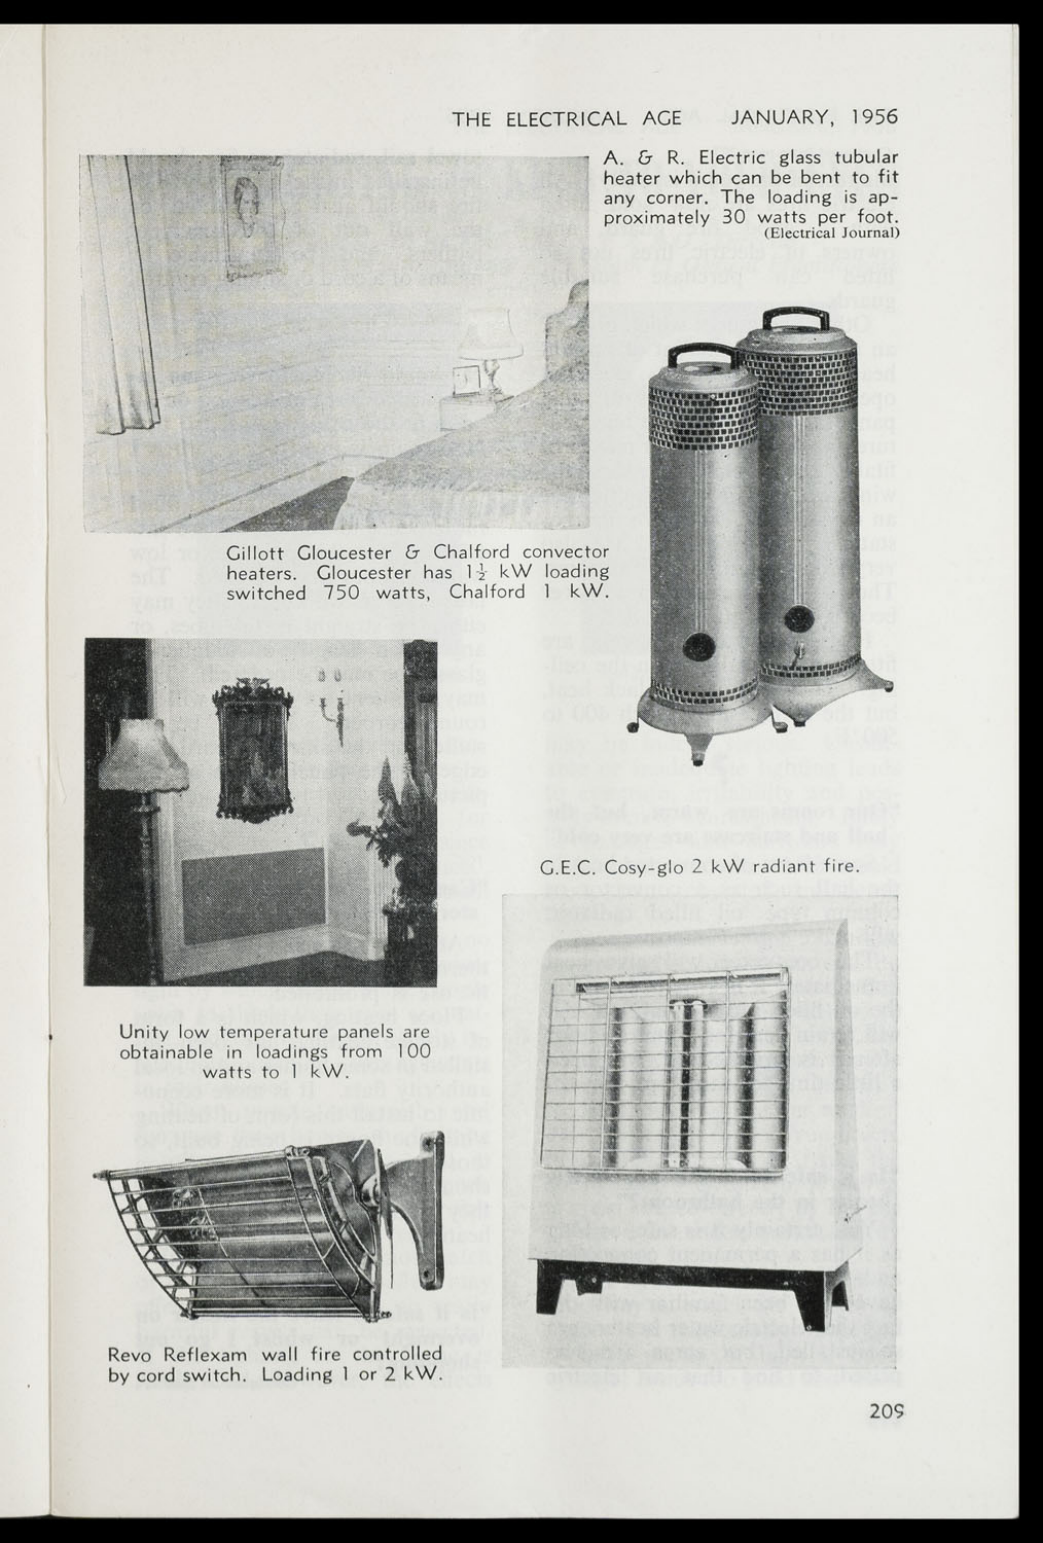 THE ELECTRICAL AGE JANUARY, 1956
A. & R. Electric glass tubular
heater which can be bent to fit
any corner. The loading is ap-
proximately 30 watts per foot.
(Electrical Journal)
Gillott Gloucester & Chalford convector
heaters. Gloucester has 1½ kW loading
switched 750 watts, Chalford 1 kW.
Unity low temperature panels are
obtainable in loadings from 100
watts to 1 kW.
G.E.C. Cosy-glo 2 kW radiant fire.
Revo Reflexam wall fire controlled
by cord switch. Loading 1 or 2 kW.
209